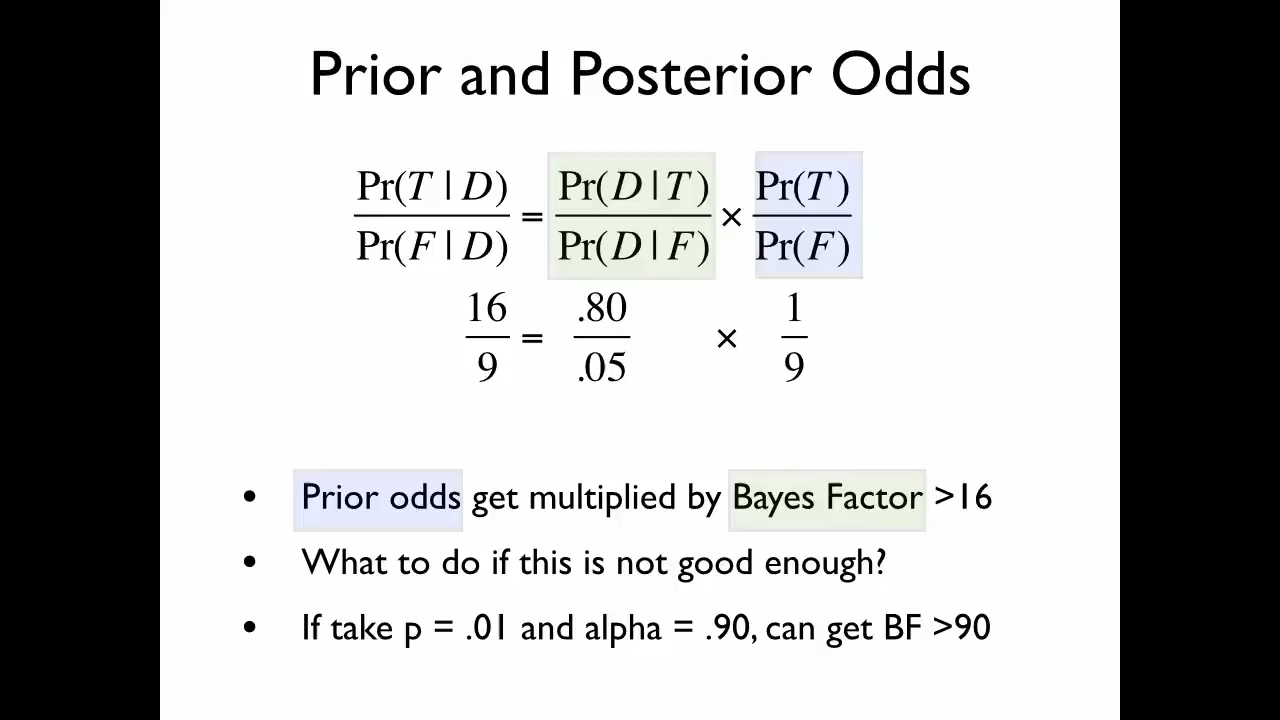 Prior and Posterior Odds
Pr(T | D) / Pr(F | D) = Pr(D | T) / Pr(D | F) × Pr(T) / Pr(F)
16 / 9 = .80 / .05 × 1 / 9
• Prior odds get multiplied by Bayes Factor >16
• What to do if this is not good enough?
• If take p = .01 and alpha = .90, can get BF >90